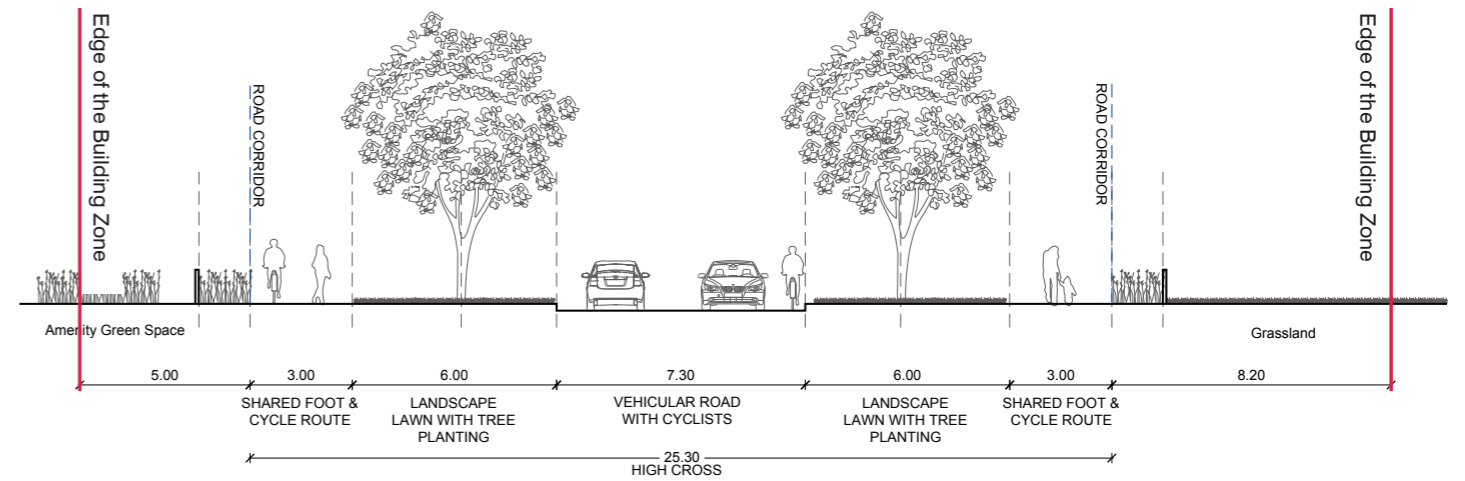 Edge of the Building Zone
ROAD CORRIDOR
ROAD CORRIDOR
Edge of the Building Zone
Amenity Green Space
Grassland
5.00
3.00
6.00
7.30
6.00
3.00
8.20
SHARED FOOT &
CYCLE ROUTE
LANDSCAPE
LAWN WITH TREE
PLANTING
VEHICULAR ROAD
WITH CYCLISTS
LANDSCAPE
LAWN WITH TREE
PLANTING
SHARED FOOT &
CYCLE ROUTE
25.30
HIGH CROSS